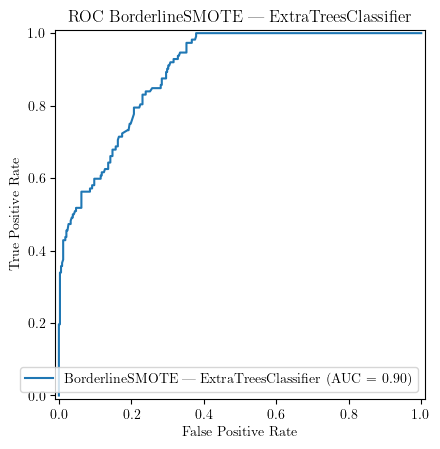 ROC BorderlineSMOTE — ExtraTreesClassifier
1.0
0.8
0.6
0.4
0.2
0.0
True Positive Rate
BorderlineSMOTE — ExtraTreesClassifier (AUC = 0.90)
0.0 0.2 0.4 0.6 0.8 1.0
False Positive Rate